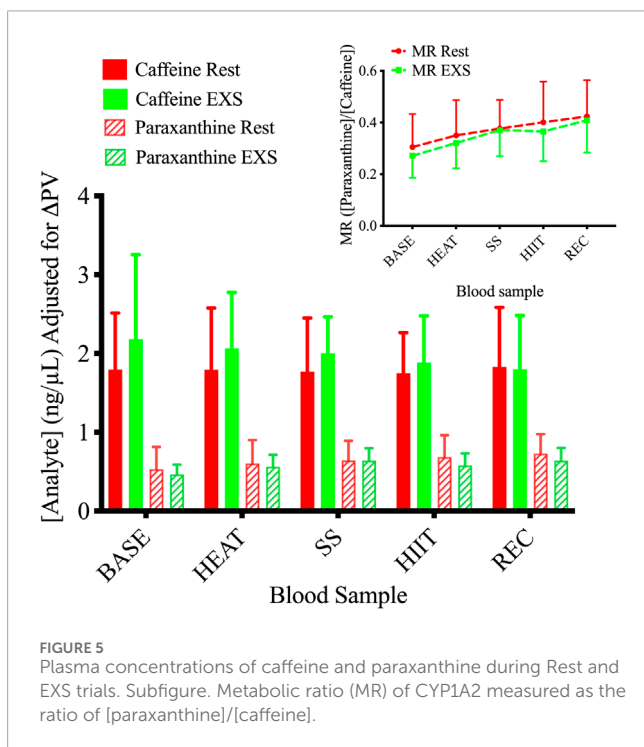 MR Rest
MR EXS
Caffeine Rest
Caffeine EXS
Paraxanthine Rest
Paraxanthine EXS
MR ([Paraxanthine]/[Caffeine])
0.6
0.4
0.2
0.0
BASE
HEAT
SS
HIIT
REC
Blood sample
[Analyte] (ng/μL) Adjusted for ΔPV
4
3
2
1
0
BASE
HEAT
SS
HIIT
REC
Blood Sample
FIGURE 5
Plasma concentrations of caffeine and paraxanthine during Rest and
EXS trials. Subfigure. Metabolic ratio (MR) of CYP1A2 measured as the
ratio of [paraxanthine]/[caffeine].